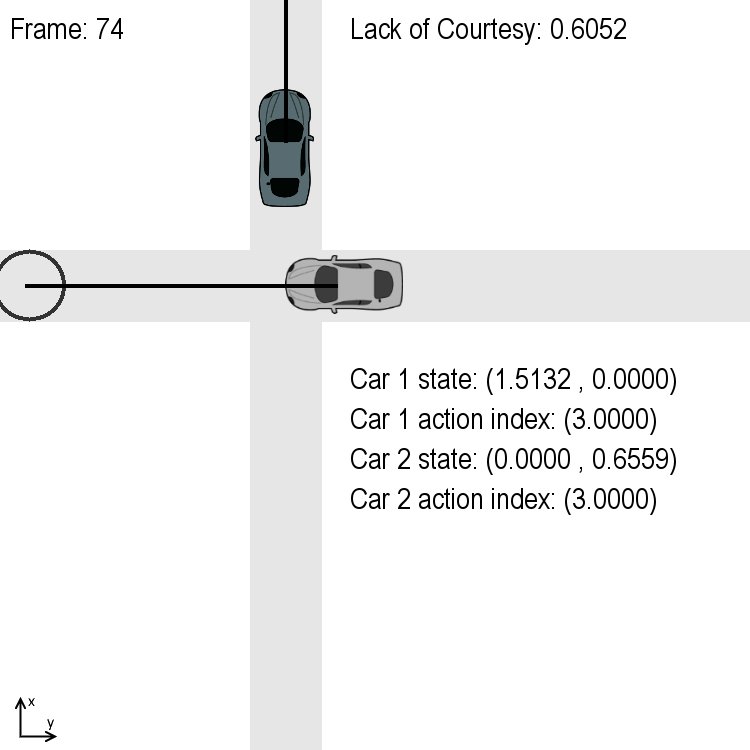 Frame: 74
Lack of Courtesy: 0.6052
Car 1 state: (1.5132 , 0.0000)
Car 1 action index: (3.0000)
Car 2 state: (0.0000 , 0.6559)
Car 2 action index: (3.0000)
x
y